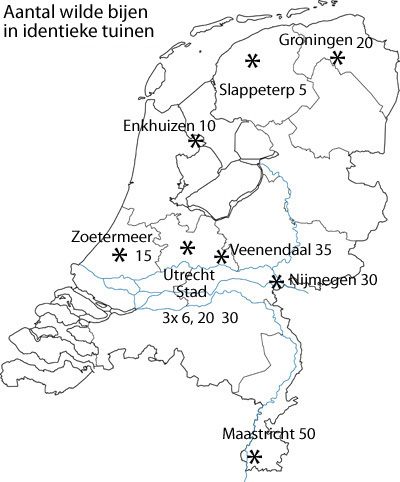 Aantal wilde bijen
in identieke tuinen
Groningen 20
Slappeterp 5
Enkhuizen 10
Zoetermeer
15
Veenendaal 35
Utrecht
Stad
Nijmegen 30
3x 6, 20 30
Maastricht 50